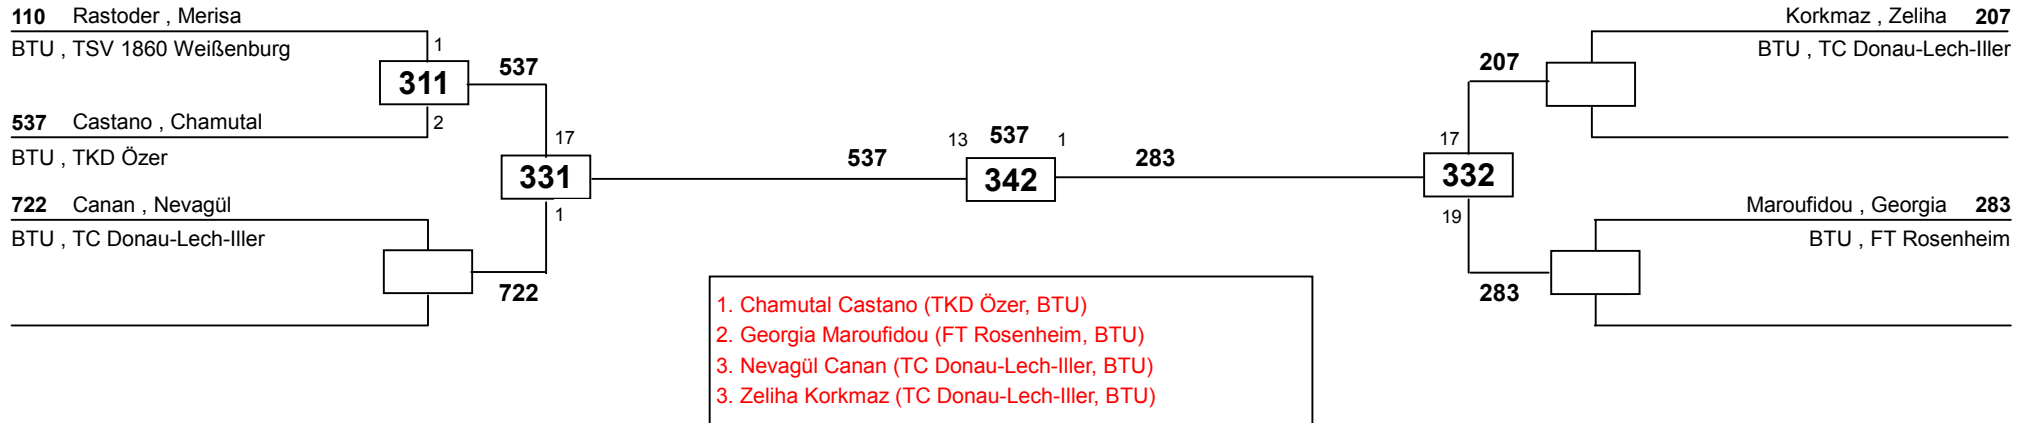 110 Rastoder , Merisa
BTU , TSV 1860 Weißenburg
1
311
537
2
537 Castano , Chamutal
BTU , TKD Özer
17
331
1
722 Canan , Nevagül
BTU , TC Donau-Lech-Iller
722
537
13 537 1
342
283
Korkmaz , Zeliha 207
BTU , TC Donau-Lech-Iller
207
17
332
19
Maroufidou , Georgia 283
BTU , FT Rosenheim
283
1. Chamutal Castano (TKD Özer, BTU)
2. Georgia Maroufidou (FT Rosenheim, BTU)
3. Nevagül Canan (TC Donau-Lech-Iller, BTU)
3. Zeliha Korkmaz (TC Donau-Lech-Iller, BTU)